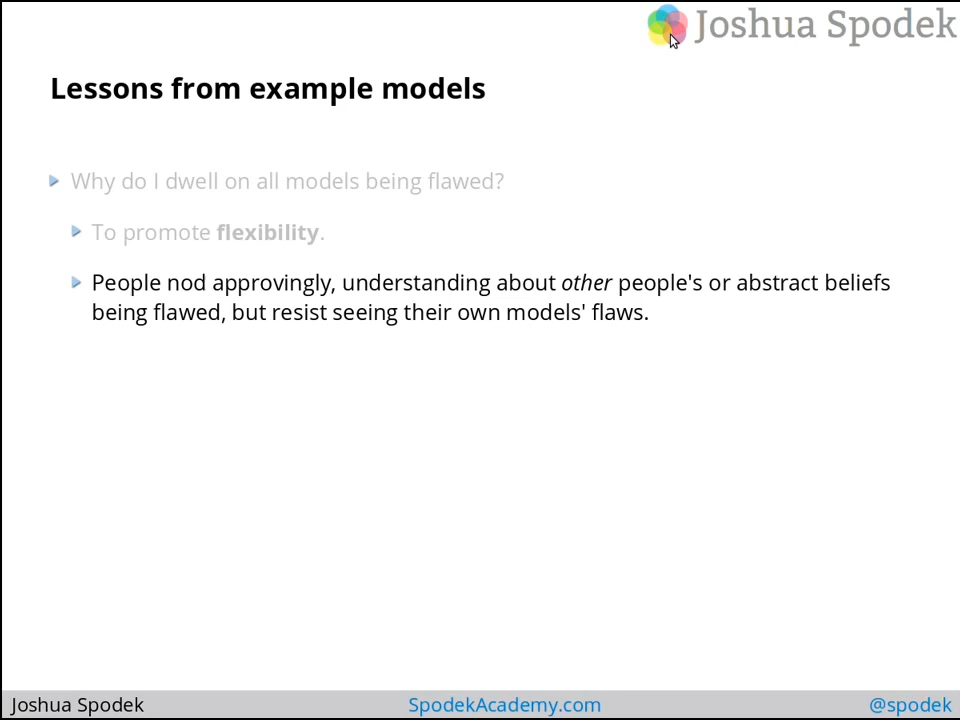 Joshua Spodek
Lessons from example models
Why do I dwell on all models being flawed?
To promote flexibility.
People nod approvingly, understanding about other people's or abstract beliefs
being flawed, but resist seeing their own models' flaws.
Joshua Spodek
SpodekAcademy.com
@spodek